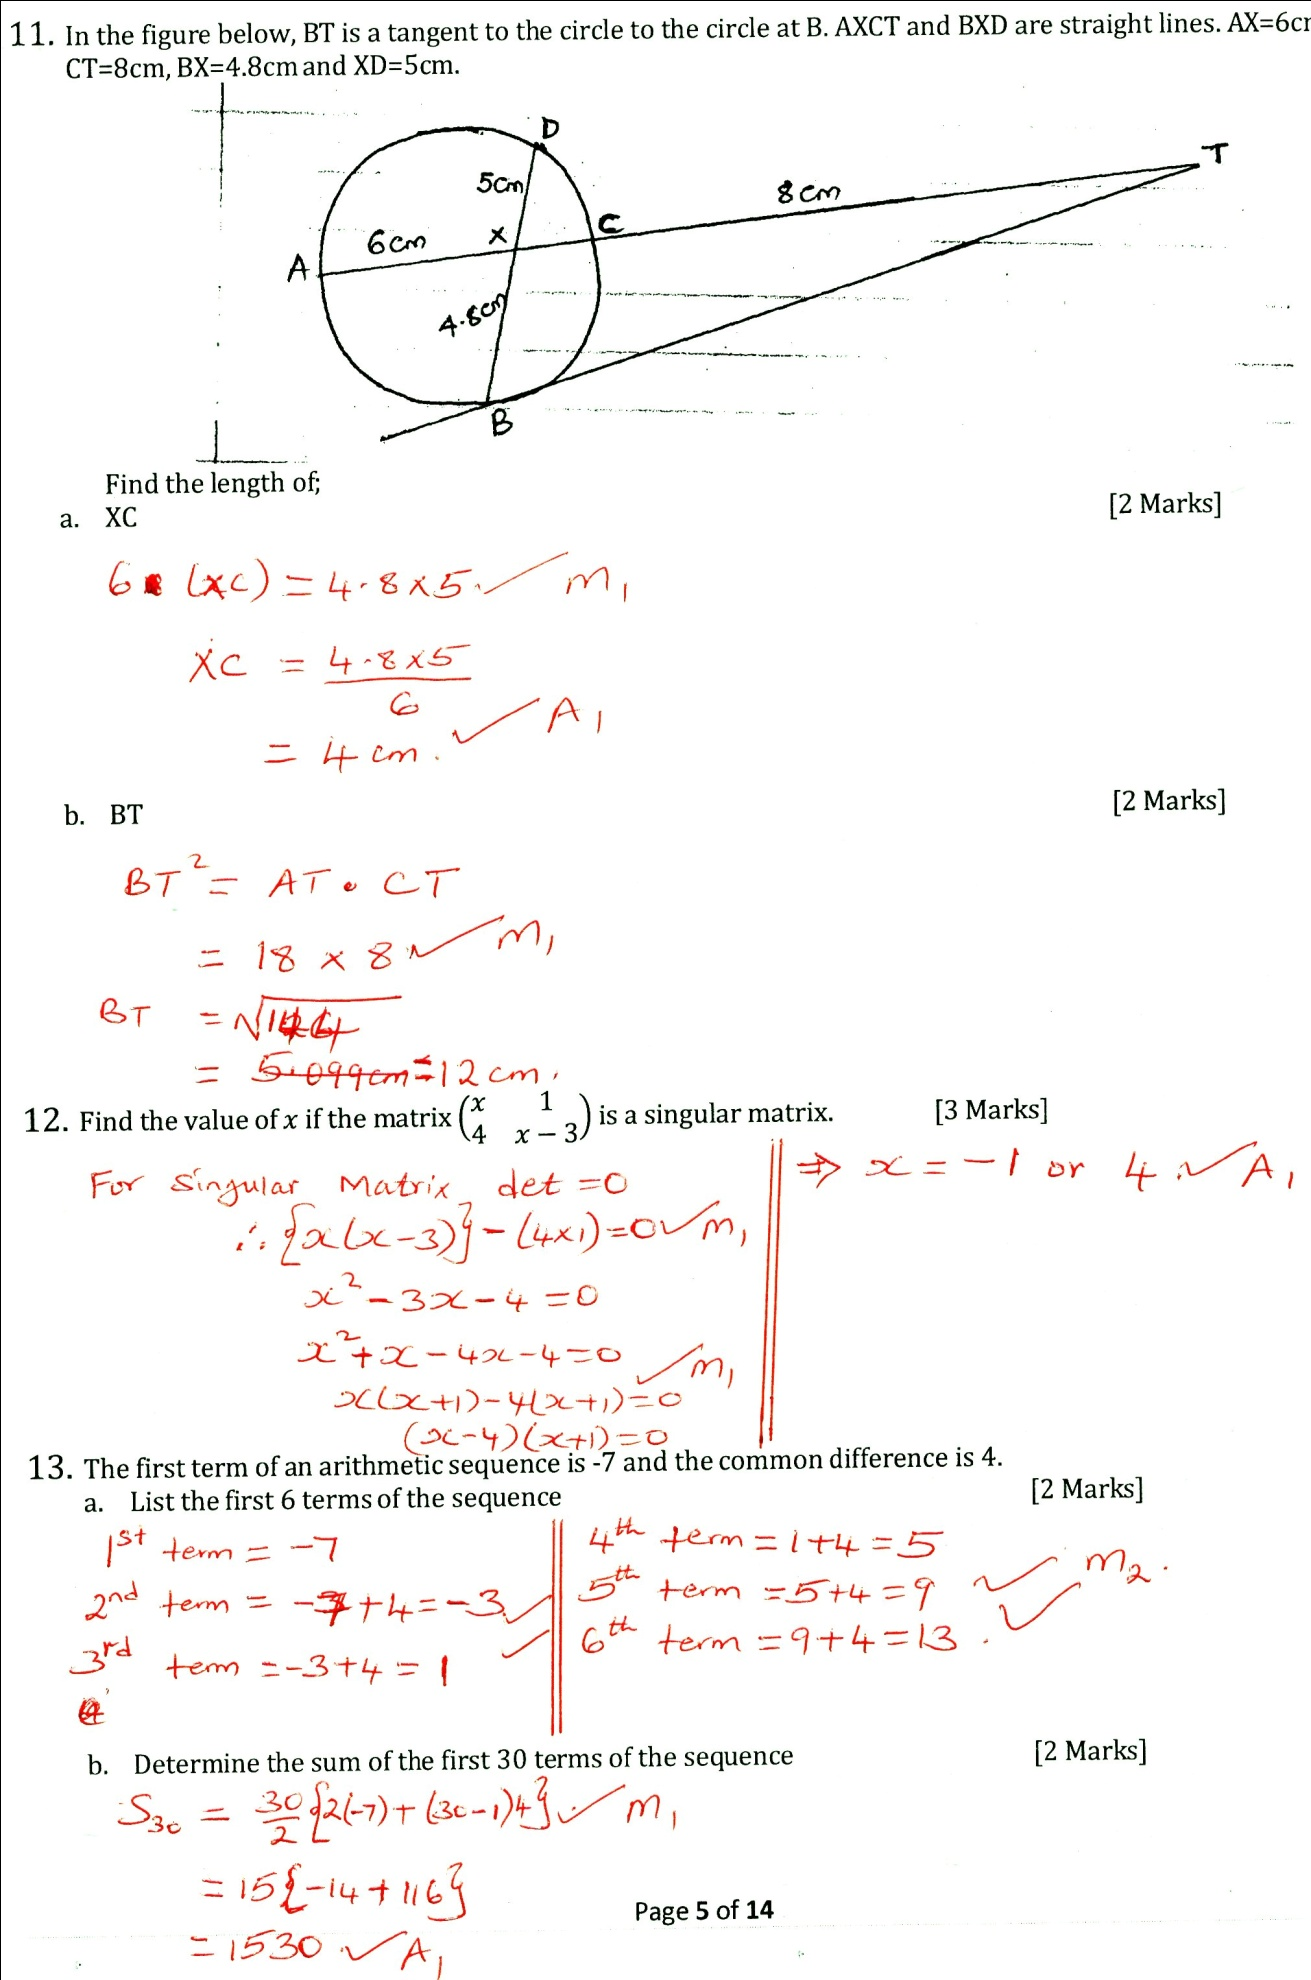 11. In the figure below, BT is a tangent to the circle to the circle at B. AXCT and BXD are straight lines. AX=6cm
CT=8cm, BX=4.8cm and XD=5cm.
D
T
5cm
8cm
C
6cm
X
A
4.8cm
B
Find the length of;
a. XC [2 Marks]
6 (XC) = 4.8 x 5. ✓ M1
XC = 4.8 x 5
6
= 4 cm. ✓ A1
b. BT [2 Marks]
BT² = AT • CT
= 18 x 8 ✓ M1
BT = √144
= 5.099cm = 12 cm.
12. Find the value of x if the matrix (x 1
4 x − 3) is a singular matrix. [3 Marks]
For Singular Matrix, det = 0
∴ {x(x−3)} − (4x1) = 0 ✓ M1
x² − 3x − 4 = 0
x² + x − 4x − 4 = 0 ✓ M1
x(x+1) − 4(x+1) = 0
(x−4)(x+1) = 0
⇒ x = −1 or 4 ✓ A1
13. The first term of an arithmetic sequence is -7 and the common difference is 4.
a. List the first 6 terms of the sequence [2 Marks]
1st term = −7
2nd term = −7 + 4 = −3 ✓
3rd term = −3 + 4 = 1 ✓
4th term = 1 + 4 = 5
5th term = 5 + 4 = 9 ✓ M2.
6th term = 9 + 4 = 13. ✓
b. Determine the sum of the first 30 terms of the sequence [2 Marks]
S30 = 30/2 {2(−7) + (30−1)4} ✓ M1
= 15{−14 + 116}
= 1530 ✓ A1
Page 5 of 14